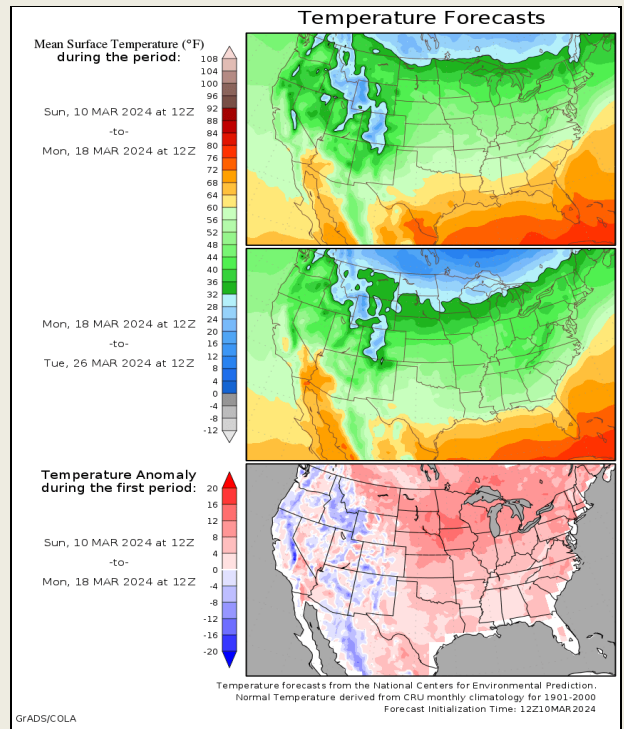 Temperature Forecasts
Mean Surface Temperature (°F)
during the period:
Sun, 10 MAR 2024 at 12Z
-to-
Mon, 18 MAR 2024 at 12Z
108
104
100
96
92
88
84
80
76
72
68
64
60
56
52
48
44
40
36
32
28
24
20
16
12
8
4
0
-4
-8
-12
Mon, 18 MAR 2024 at 12Z
-to-
Tue, 26 MAR 2024 at 12Z
Temperature Anomaly
during the first period:
Sun, 10 MAR 2024 at 12Z
-to-
Mon, 18 MAR 2024 at 12Z
20
16
12
8
4
0
-4
-8
-12
-16
-20
Temperature forecasts from the National Centers for Environmental Prediction.
Normal Temperature derived from CRU monthly climatology for 1901-2000
Forecast Initialization Time: 12Z10MAR2024
GrADS/COLA